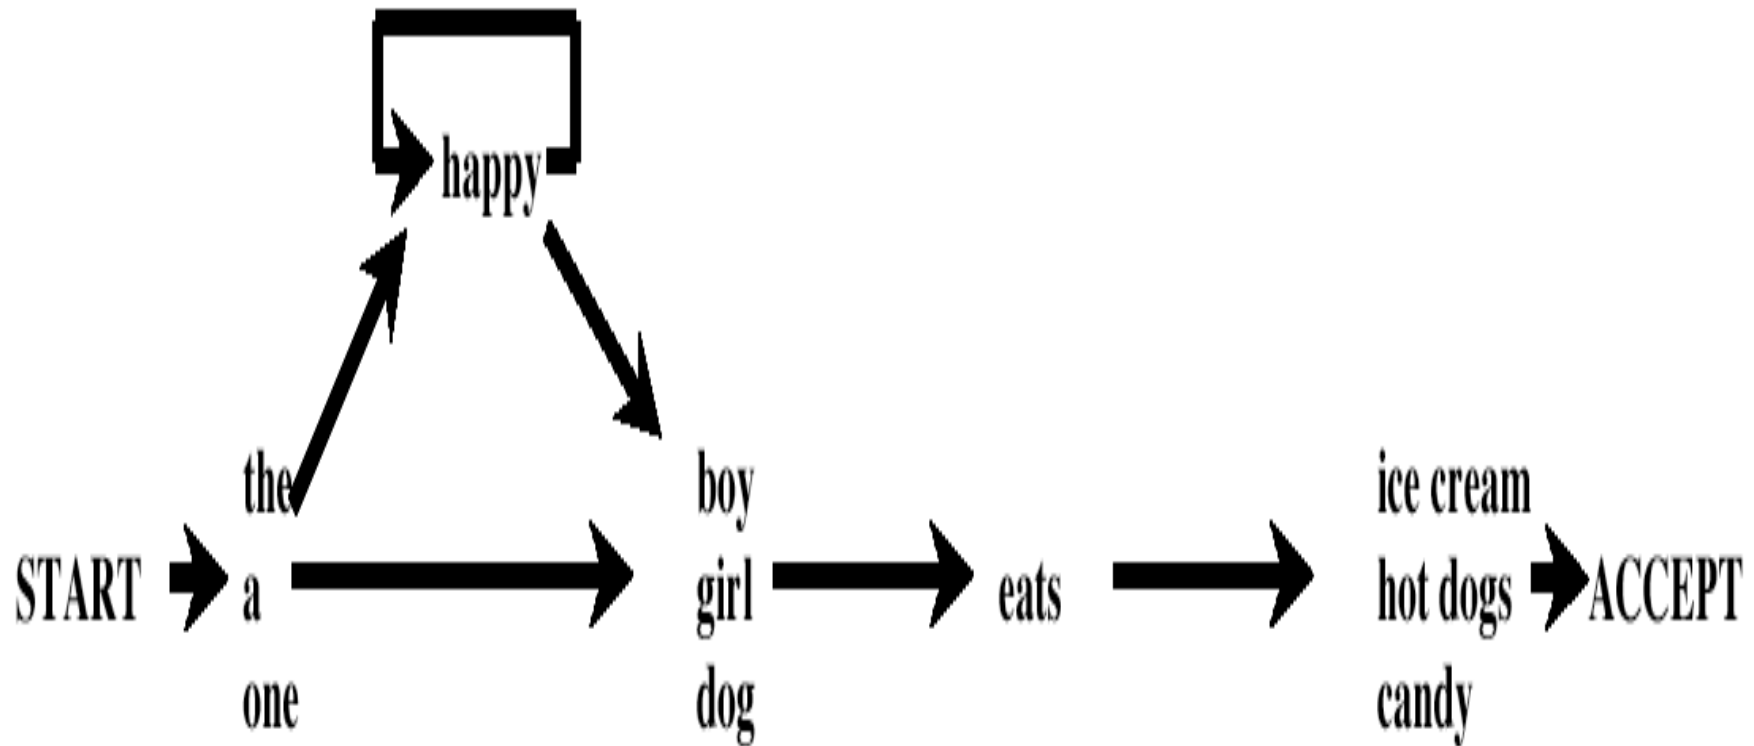 happy
the boy ice cream
START a girl eats hot dogs ACCEPT
one dog candy